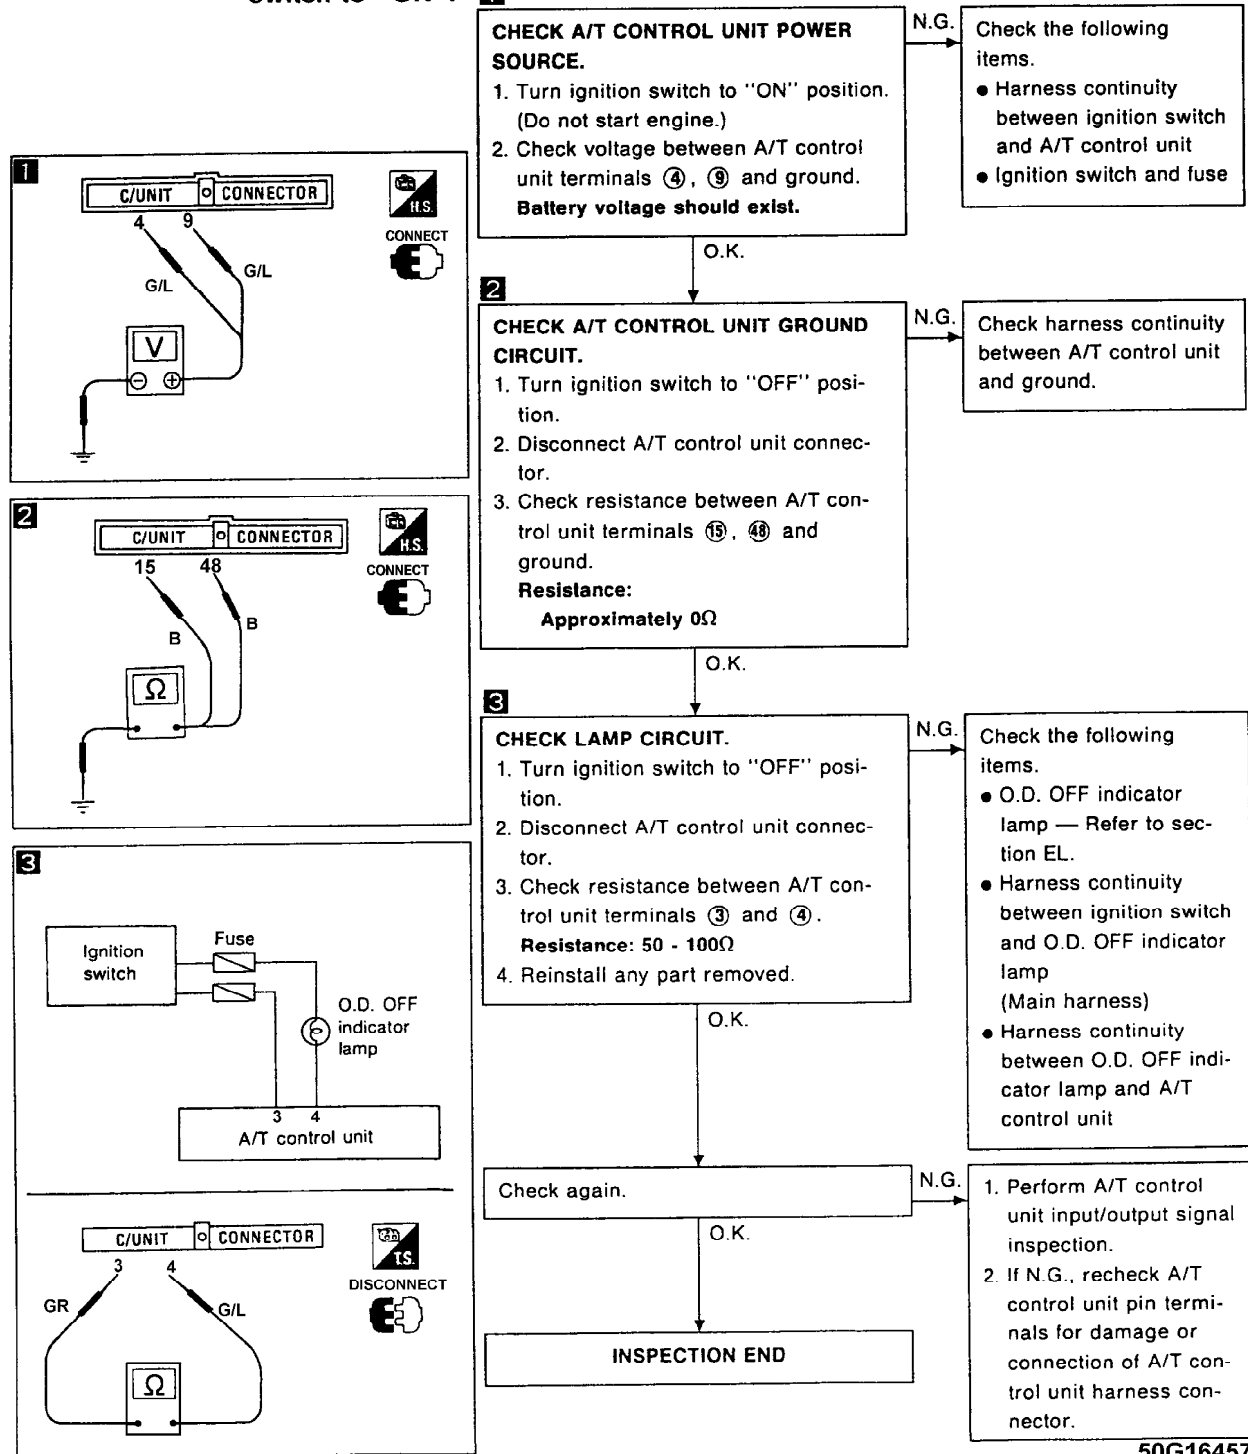 1
CHECK A/T CONTROL UNIT POWER
SOURCE.
1. Turn ignition switch to "ON" position.
(Do not start engine.)
2. Check voltage between A/T control
unit terminals ④, ⑨ and ground.
Battery voltage should exist.
N.G.
Check the following
items.
● Harness continuity
between ignition switch
and A/T control unit
● Ignition switch and fuse
O.K.
1
C/UNIT CONNECTOR
4 9
G/L G/L
V
⊖ ⊕
H.S.
CONNECT
2
CHECK A/T CONTROL UNIT GROUND
CIRCUIT.
1. Turn ignition switch to "OFF" posi-
tion.
2. Disconnect A/T control unit connec-
tor.
3. Check resistance between A/T con-
trol unit terminals ⑮, ㊽ and
ground.
Resistance:
Approximately 0Ω
N.G.
Check harness continuity
between A/T control unit
and ground.
O.K.
2
C/UNIT CONNECTOR
15 48
B B
Ω
H.S.
CONNECT
3
CHECK LAMP CIRCUIT.
1. Turn ignition switch to "OFF" posi-
tion.
2. Disconnect A/T control unit connec-
tor.
3. Check resistance between A/T con-
trol unit terminals ③ and ④.
Resistance: 50 - 100Ω
4. Reinstall any part removed.
N.G.
Check the following
items.
● O.D. OFF indicator
lamp — Refer to sec-
tion EL.
● Harness continuity
between ignition switch
and O.D. OFF indicator
lamp
(Main harness)
● Harness continuity
between O.D. OFF indi-
cator lamp and A/T
control unit
O.K.
3
Ignition
switch
Fuse
O.D. OFF
indicator
lamp
3 4
A/T control unit
C/UNIT CONNECTOR
3 4
GR G/L
Ω
T.S.
DISCONNECT
Check again.
N.G.
1. Perform A/T control
unit input/output signal
inspection.
2. If N.G., recheck A/T
control unit pin termi-
nals for damage or
connection of A/T con-
trol unit harness con-
nector.
O.K.
INSPECTION END
50G16457